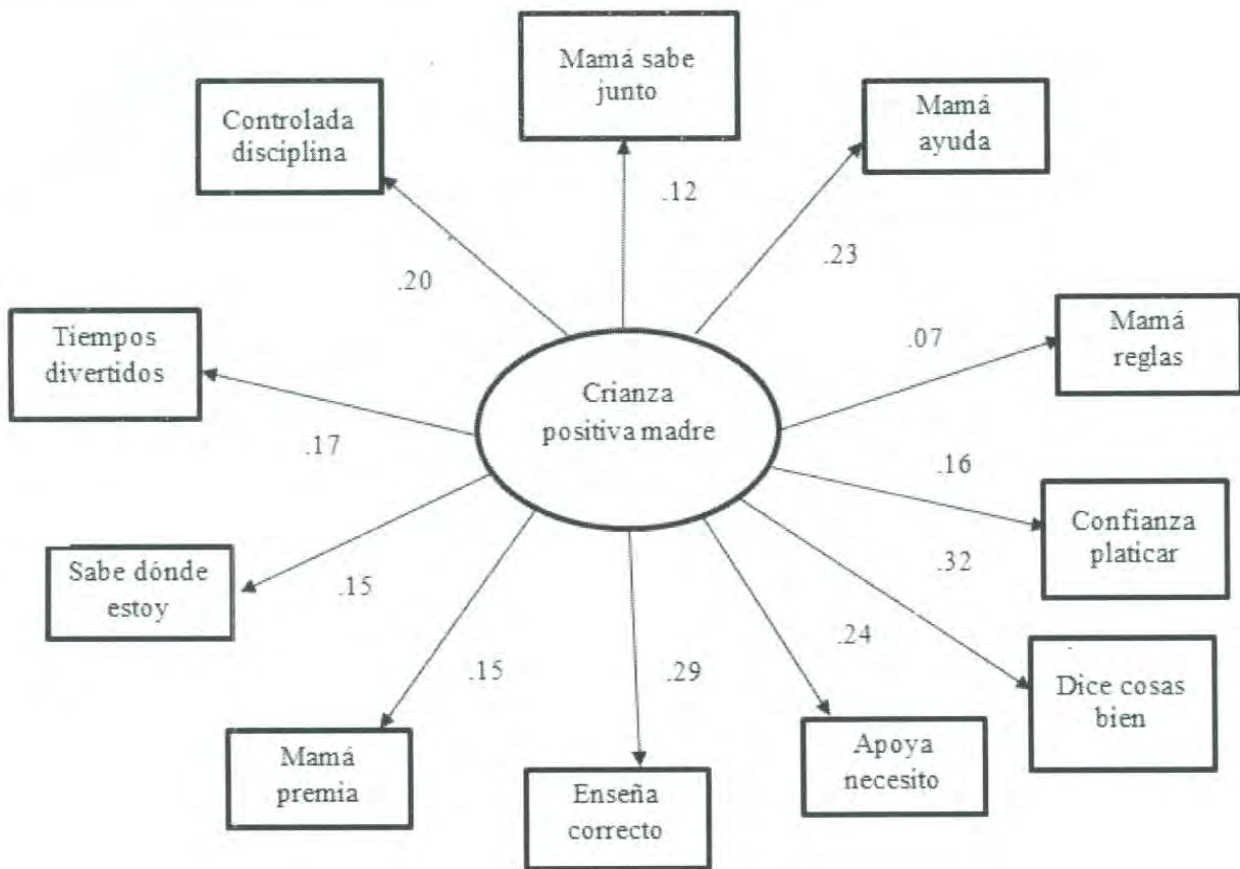 Mamá sabe
junto
Controlada
disciplina
Mamá
ayuda
.12
.23
.20
Mamá
reglas
.07
Tiempos
divertidos
Crianza
positiva madre
.17
.16
Confianza
platicar
.32
Sabe dónde
estoy
.15
.24
.15
.29
Dice cosas
bien
Mamá
premia
Apoya
necesito
Enseña
correcto